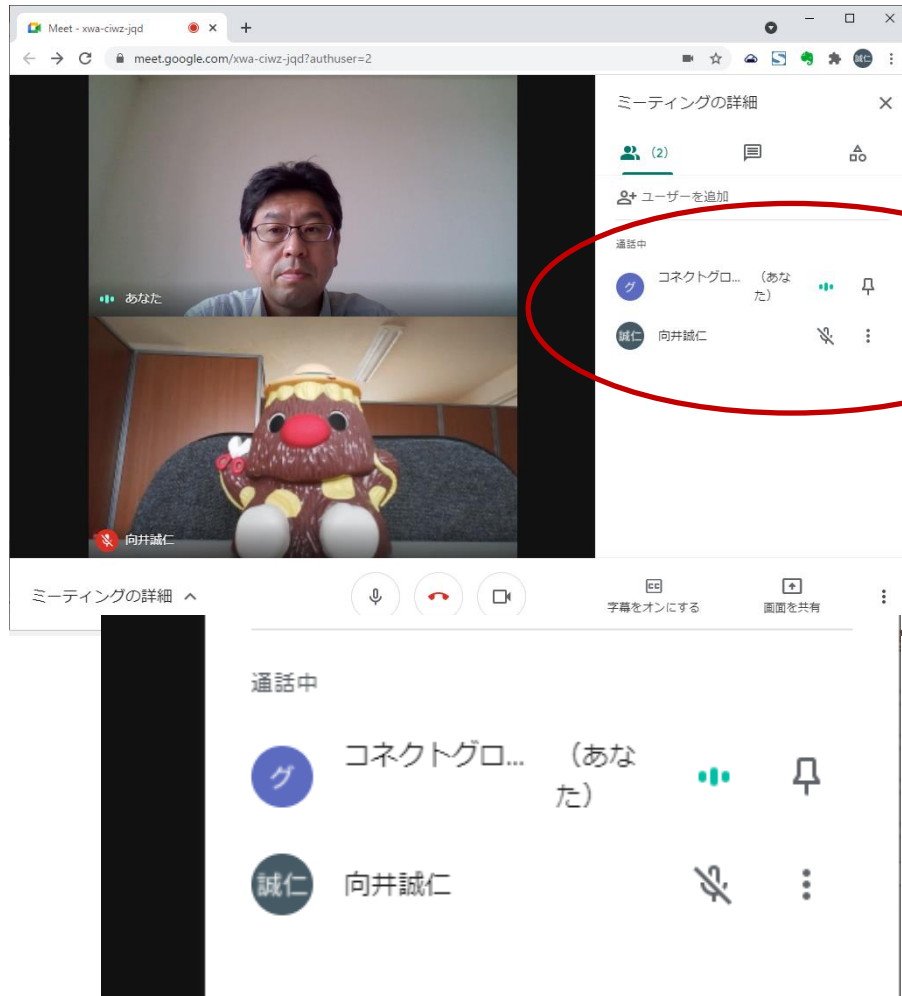 Meet - xwa-ciwz-jqd
meet.google.com/xwa-ciwz-jqd?authuser=2
誠仁
ミーティングの詳細
(2)
ユーザーを追加
通話中
グ
コネクトグロ... （あな
た）
誠仁
向井誠仁
あなた
向井誠仁
ミーティングの詳細
CC
字幕をオンにする
画面を共有
通話中
グ
コネクトグロ... （あな
た）
誠仁
向井誠仁